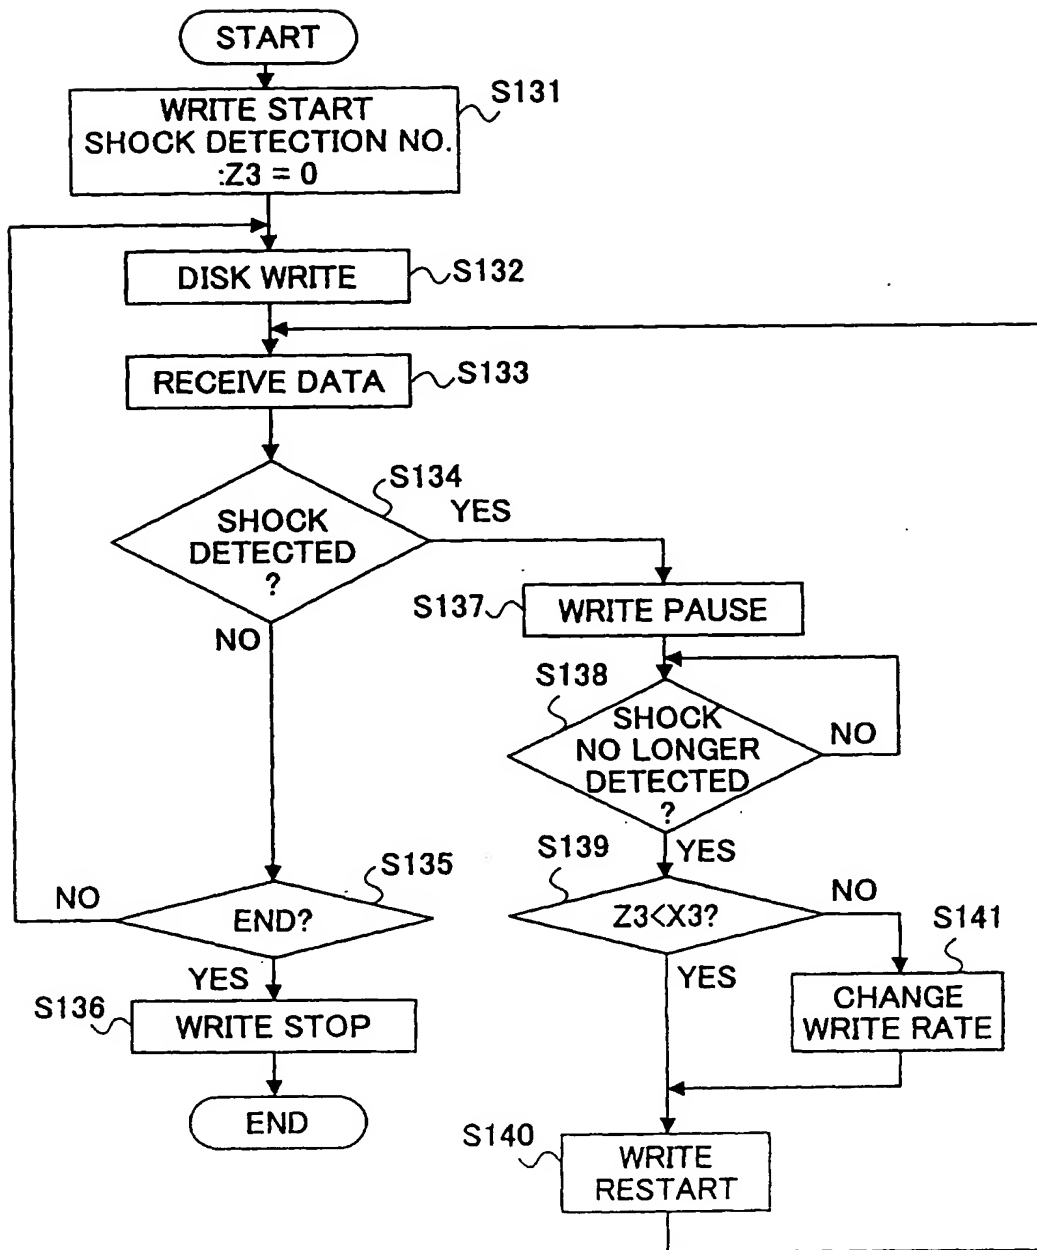 START
WRITE START
SHOCK DETECTION NO.
:Z3 = 0
S131
DISK WRITE
S132
RECEIVE DATA
S133
S134
SHOCK
DETECTED
?
YES
NO
S137
WRITE PAUSE
S138
SHOCK
NO LONGER
DETECTED
?
NO
YES
S135
END?
NO
YES
S139
Z3<X3?
NO
YES
S141
CHANGE
WRITE RATE
S136
WRITE STOP
END
S140
WRITE
RESTART